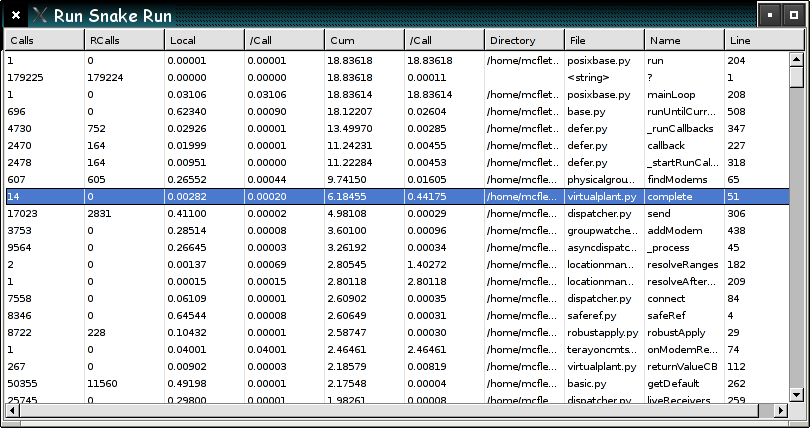 Run Snake Run
Calls RCalls Local /Call Cum /Call Directory File Name Line
1 0 0.00001 0.00001 18.83618 18.83618 /home/mcflet... posixbase.py run 204
179225 179224 0.00000 0.00000 18.83618 0.00011 <string> ? 1
1 0 0.03106 0.03106 18.83614 18.83614 /home/mcflet... posixbase.py mainLoop 208
696 0 0.62340 0.00090 18.12207 0.02604 /home/mcflet... base.py runUntilCurr... 508
4730 752 0.02926 0.00001 13.49970 0.00285 /home/mcflet... defer.py _runCallbacks 347
2470 164 0.01999 0.00001 11.24231 0.00455 /home/mcflet... defer.py callback 227
2478 164 0.00951 0.00000 11.22284 0.00453 /home/mcflet... defer.py _startRunCal... 318
607 605 0.26552 0.00044 9.74150 0.01605 /home/mcfle... physicalgrou... findModems 65
14 0 0.00282 0.00020 6.18455 0.44175 /home/mcfle... virtualplant.py complete 51
17023 2831 0.41100 0.00002 4.98108 0.00029 /home/mcfle... dispatcher.py send 306
3753 0 0.28514 0.00008 3.60100 0.00096 /home/mcfle... groupwatche... addModem 438
9564 0 0.26645 0.00003 3.26192 0.00034 /home/mcfle... asyncdispatc... _process 45
2 0 0.00137 0.00069 2.80545 1.40272 /home/mcfle... locationman... resolveRanges 182
1 0 0.00015 0.00015 2.80118 2.80118 /home/mcfle... locationman... resolveAfter... 209
7558 0 0.06109 0.00001 2.60902 0.00035 /home/mcfle... dispatcher.py connect 84
8346 0 0.64544 0.00008 2.60649 0.00031 /home/mcfle... saferef.py safeRef 4
8722 228 0.10432 0.00001 2.58747 0.00030 /home/mcfle... robustapply.py robustApply 29
1 0 0.04001 0.04001 2.46461 2.46461 /home/mcfle... terayoncmts... onModemRe... 74
267 0 0.00902 0.00003 2.18579 0.00819 /home/mcfle... virtualplant.py returnValueCB 112
50355 11560 0.49198 0.00001 2.17548 0.00004 /home/mcfle... basic.py getDefault 262
25745 0 0.29800 0.00001 1.98261 0.00008 /home/mcfle... dispatcher.py liveReceivers 259